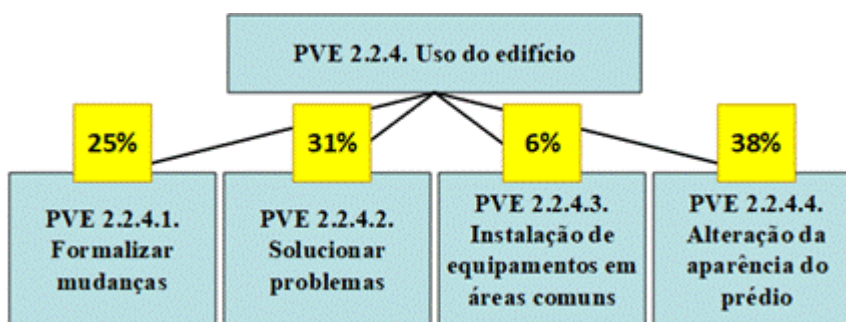 PVE 2.2.4. Uso do edifício
25%
31%
6%
38%
PVE 2.2.4.1.
Formalizar
mudanças
PVE 2.2.4.2.
Solucionar
problemas
PVE 2.2.4.3.
Instalação de
equipamentos em
áreas comuns
PVE 2.2.4.4.
Alteração da
aparência do
prédio